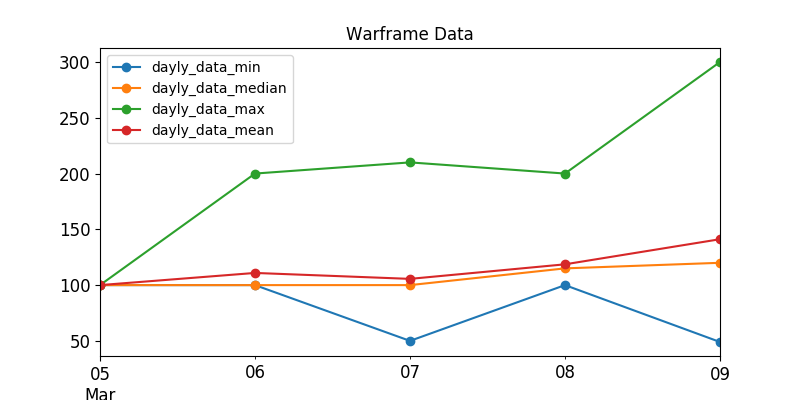 Warframe Data
dayly_data_min
dayly_data_median
dayly_data_max
dayly_data_mean
300
250
200
150
100
50
05 06 07 08 09
Mar